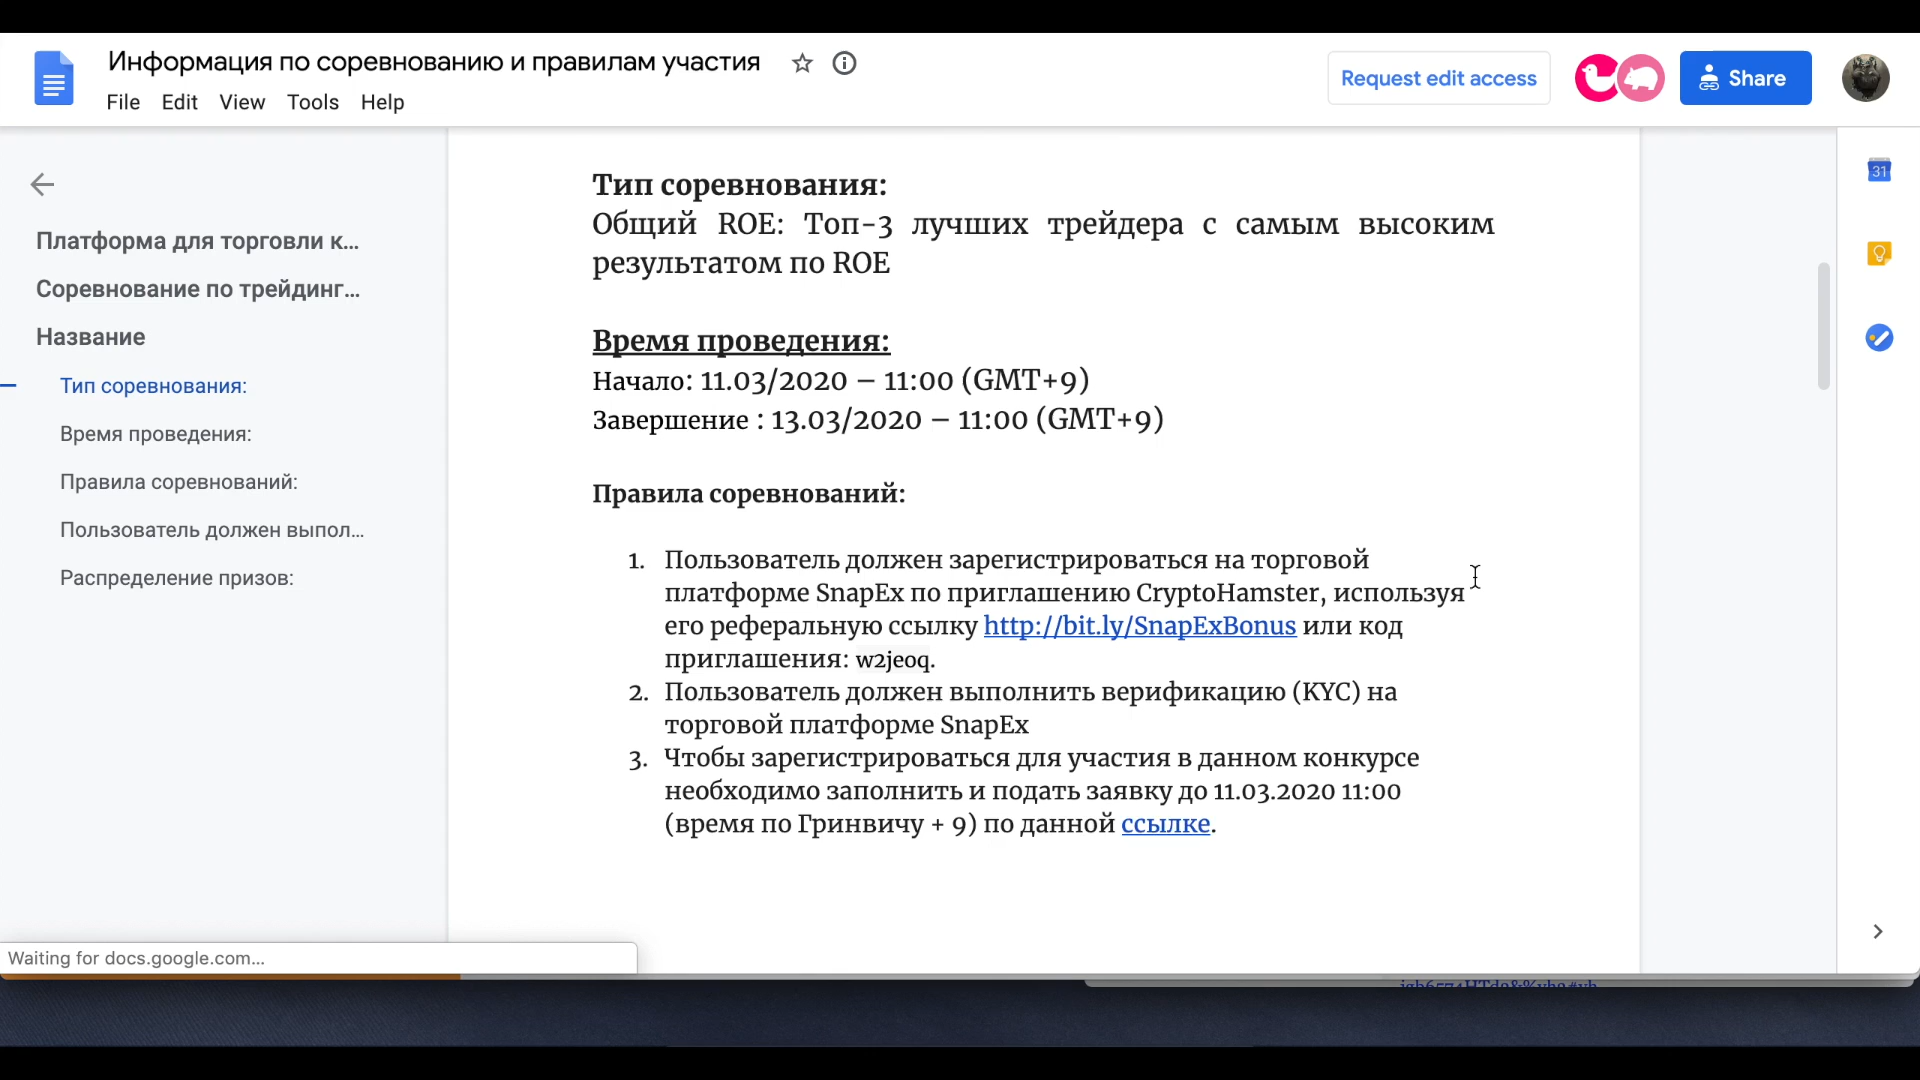 Информация по соревнованию и правилам участия
File Edit View Tools Help
Request edit access
Share
31
Платформа для торговли к...
Соревнование по трейдинг...
Название
Тип соревнования:
Время проведения:
Правила соревнований:
Пользователь должен выпол...
Распределение призов:
Тип соревнования:
Общий ROE: Топ-3 лучших трейдера с самым высоким
результатом по ROE
Время проведения:
Начало: 11.03/2020 – 11:00 (GMT+9)
Завершение : 13.03/2020 – 11:00 (GMT+9)
Правила соревнований:
1. Пользователь должен зарегистрироваться на торговой
платформе SnapEx по приглашению CryptoHamster, используя
его реферальную ссылку http://bit.ly/SnapExBonus или код
приглашения: w2jeoq.
2. Пользователь должен выполнить верификацию (KYC) на
торговой платформе SnapEx
3. Чтобы зарегистрироваться для участия в данном конкурсе
необходимо заполнить и подать заявку до 11.03.2020 11:00
(время по Гринвичу + 9) по данной ссылке.
Waiting for docs.google.com...